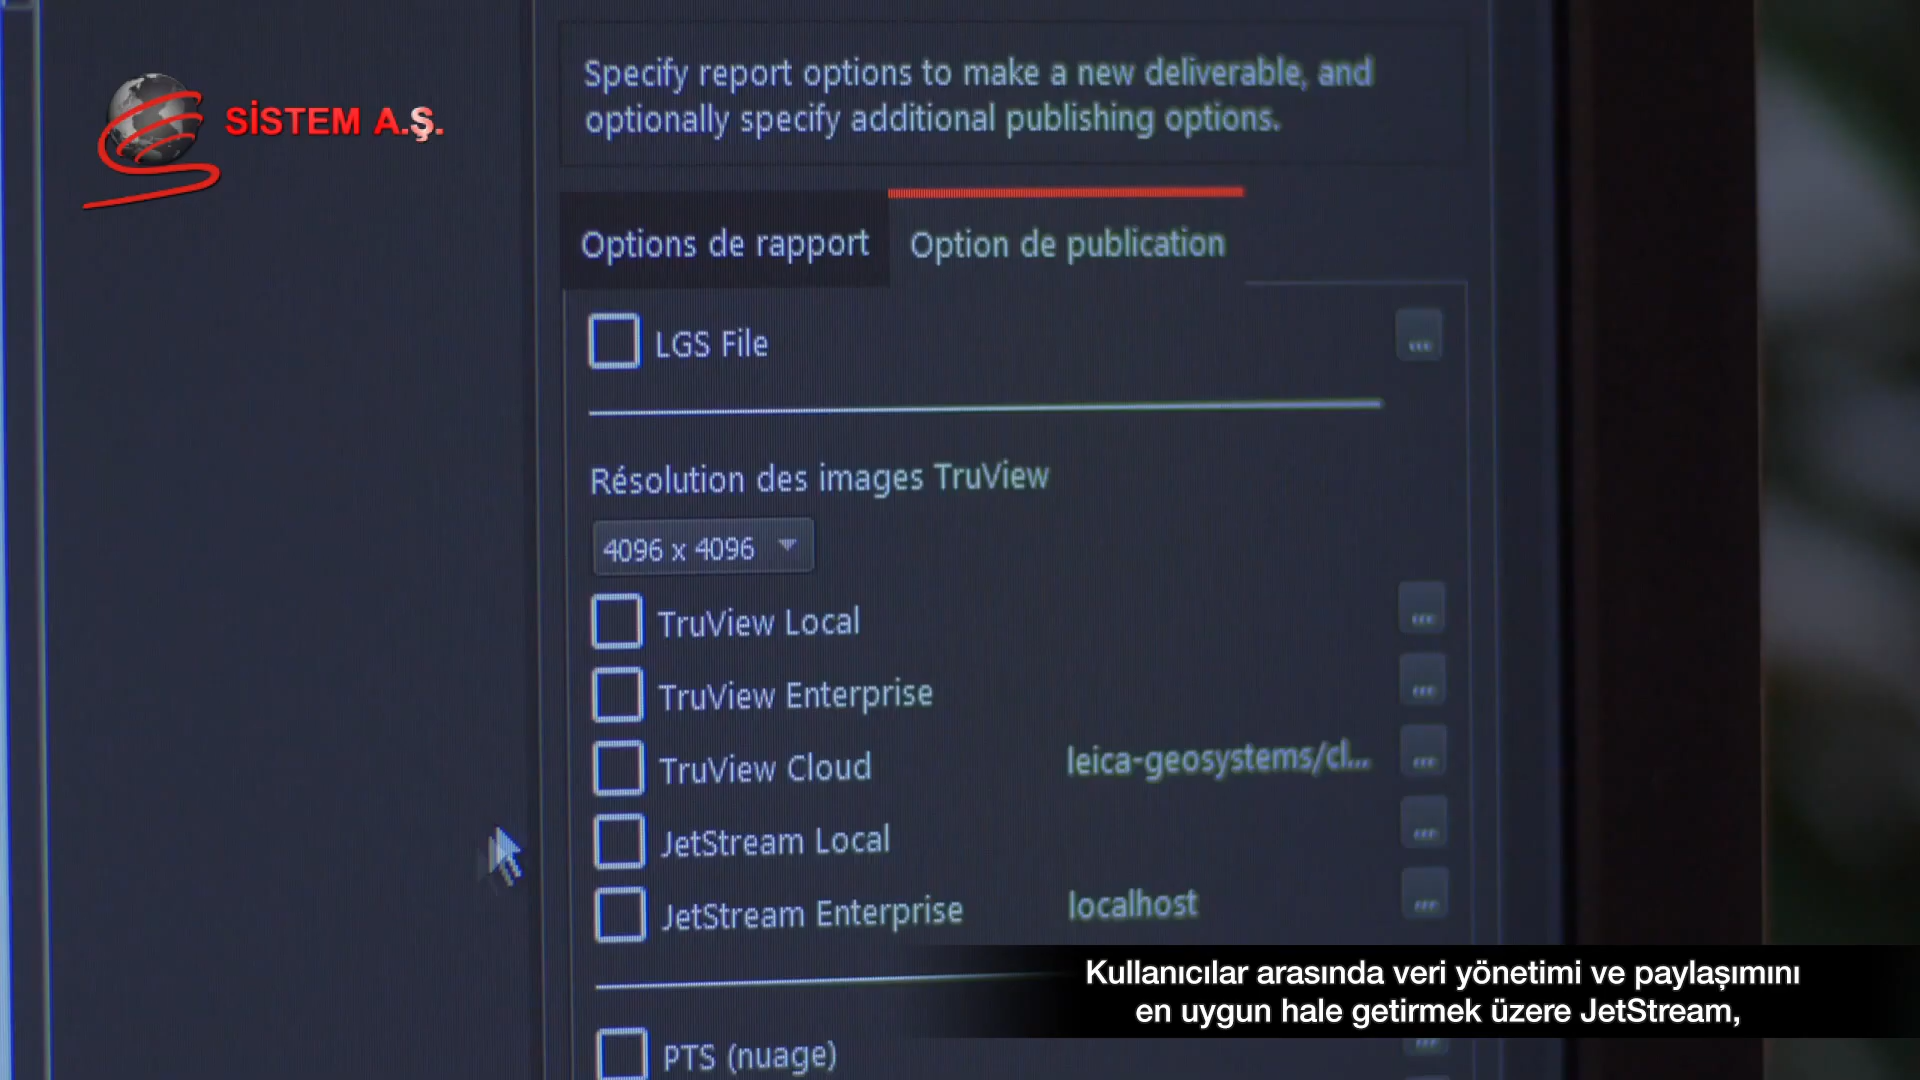 SİSTEM A.Ş.
Specify report options to make a new deliverable, and
optionally specify additional publishing options.
Options de rapport
Option de publication
LGS File
...
Résolution des images TruView
4096 x 4096
TruView Local
...
TruView Enterprise
...
TruView Cloud
leica-geosystems/cl...
...
JetStream Local
...
JetStream Enterprise
localhost
...
PTS (nuage)
...
Kullanıcılar arasında veri yönetimi ve paylaşımını
en uygun hale getirmek üzere JetStream,